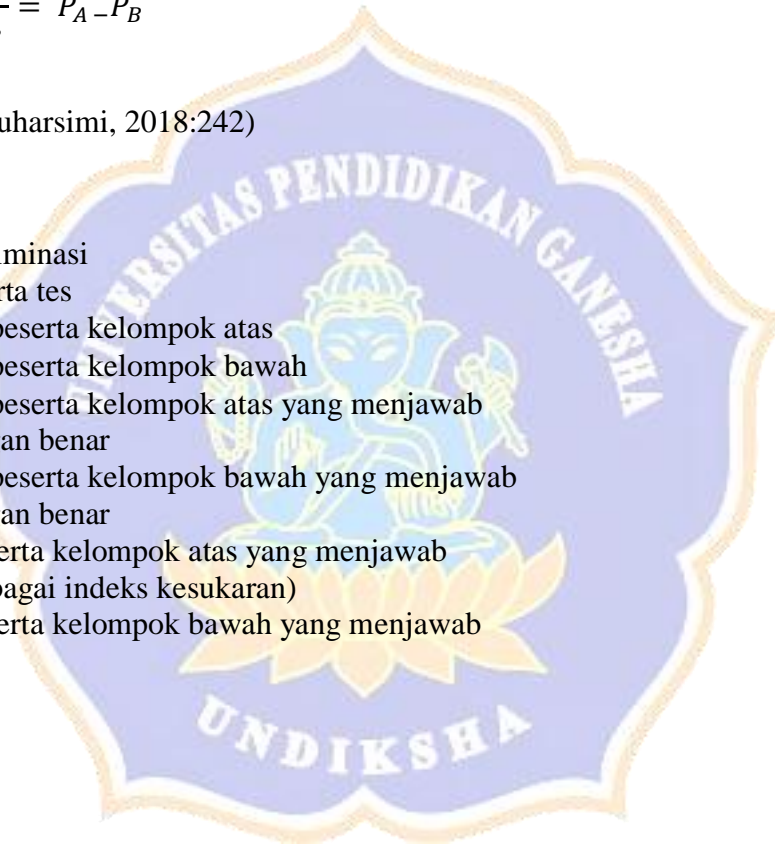 = P_A − P_B
uharsimi, 2018:242)
UNIVERSITAS PENDIDIKAN GANESHA
iminasi
rta tes
peserta kelompok atas
peserta kelompok bawah
peserta kelompok atas yang menjawab
an benar
peserta kelompok bawah yang menjawab
an benar
erta kelompok atas yang menjawab
bagai indeks kesukaran)
erta kelompok bawah yang menjawab
UNDIKSHA